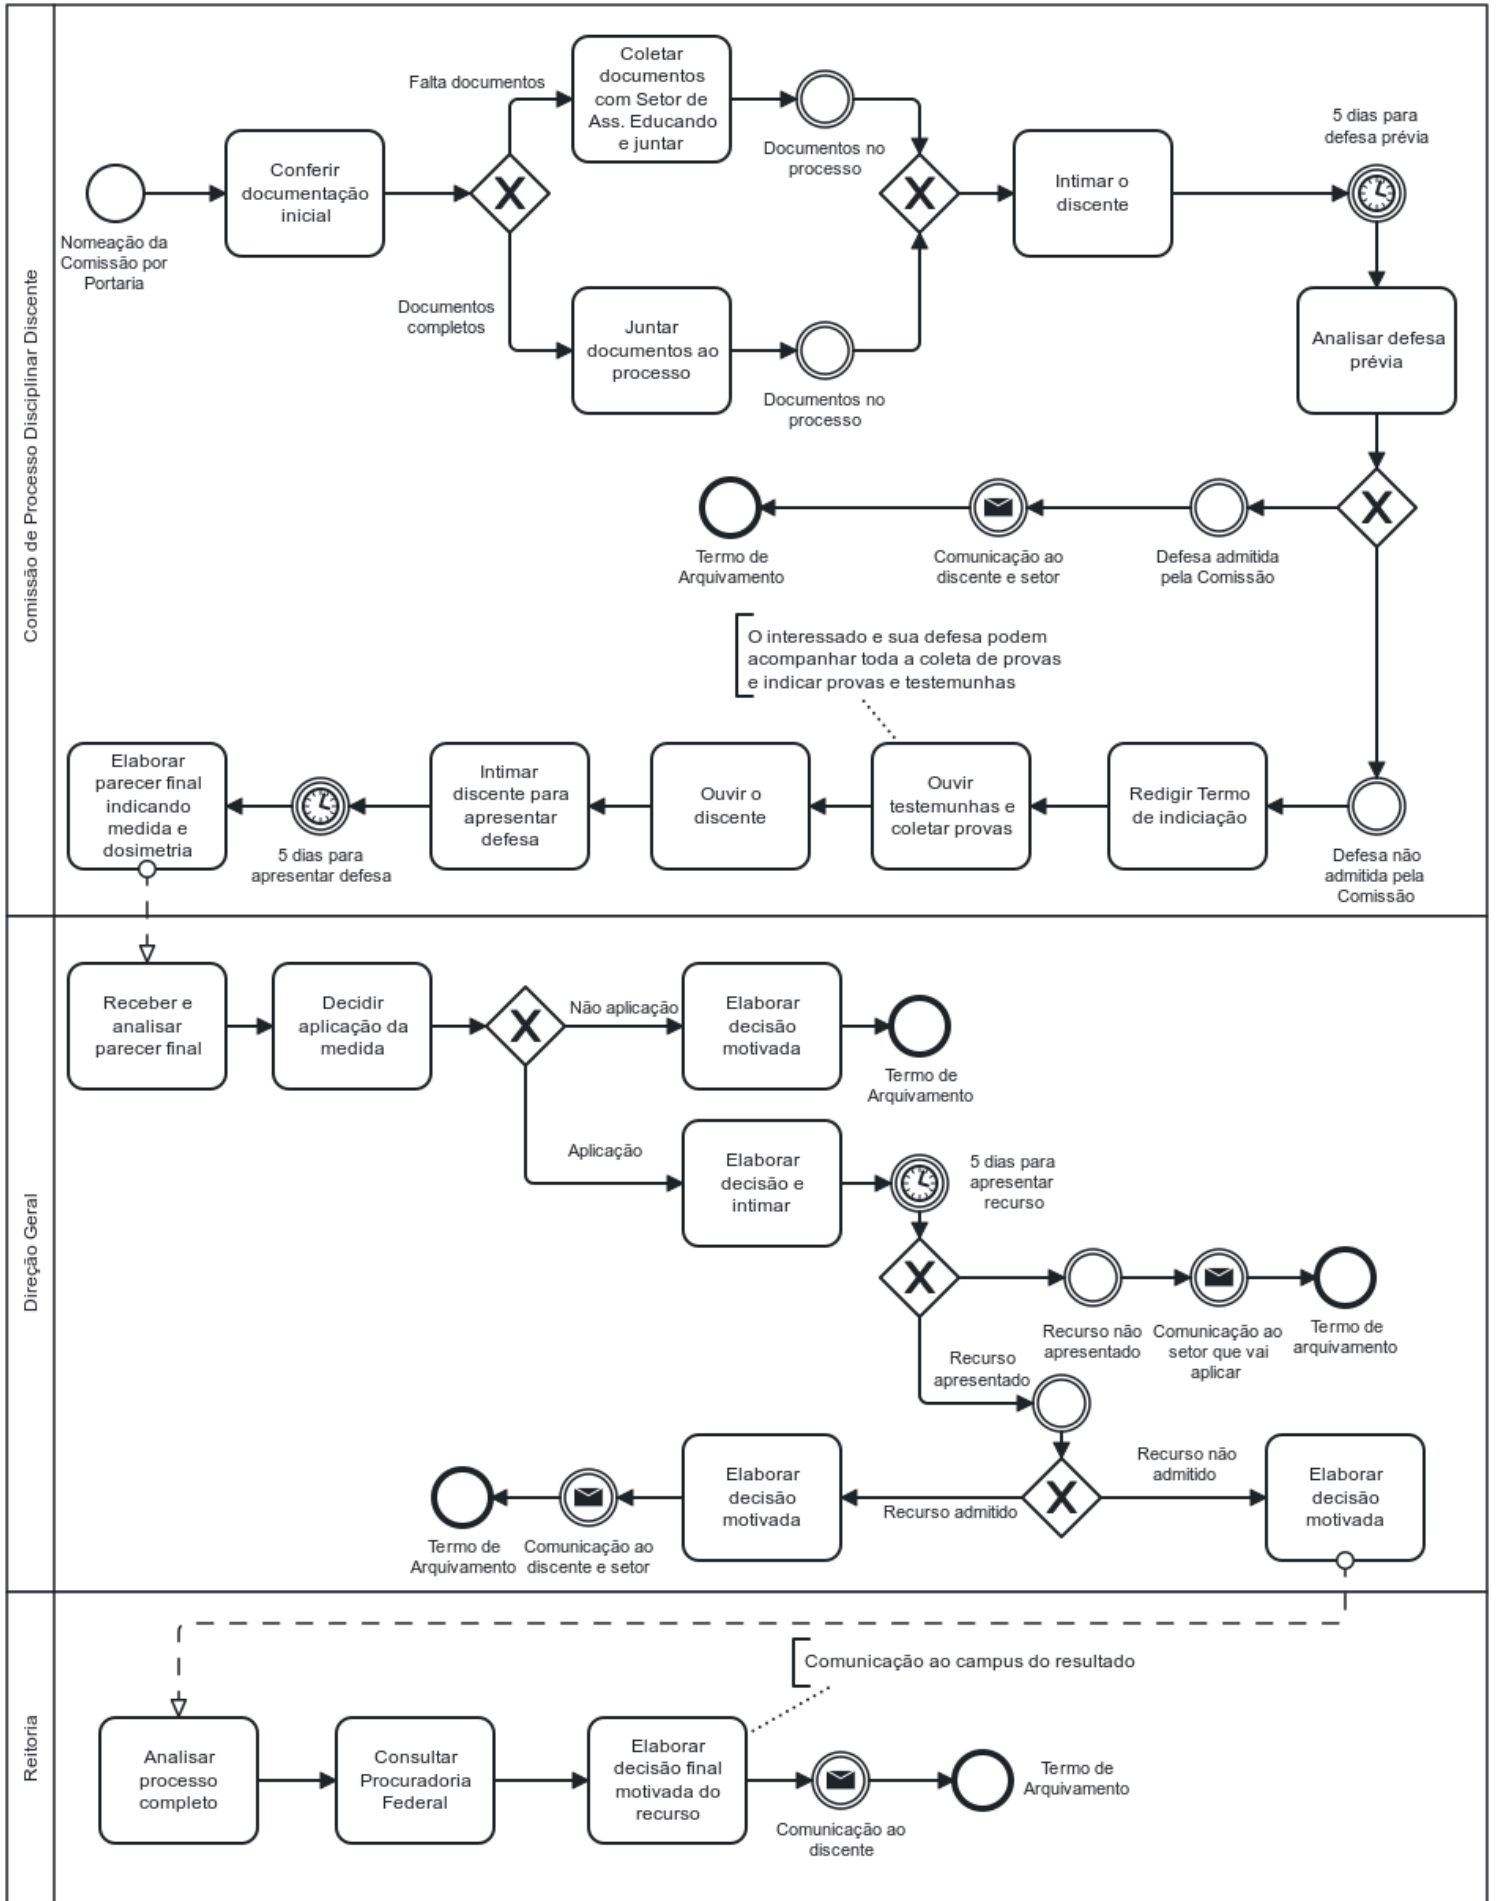 Comissão de Processo Disciplinar Discente
Nomeação da
Comissão por
Portaria
Conferir
documentação
inicial
Falta documentos
Documentos
completos
Coletar
documentos
com Setor de
Ass. Educando
e juntar
Documentos no
processo
Juntar
documentos ao
processo
Documentos no
processo
Intimar o
discente
5 dias para
defesa prévia
Analisar defesa
prévia
Defesa admitida
pela Comissão
Comunicação ao
discente e setor
Termo de
Arquivamento
O interessado e sua defesa podem
acompanhar toda a coleta de provas
e indicar provas e testemunhas
Defesa não
admitida pela
Comissão
Redigir Termo
de indiciação
Ouvir
testemunhas e
coletar provas
Ouvir o
discente
Intimar
discente para
apresentar
defesa
5 dias para
apresentar defesa
Elaborar
parecer final
indicando
medida e
dosimetria
Direção Geral
Receber e
analisar
parecer final
Decidir
aplicação da
medida
Não aplicação
Elaborar
decisão
motivada
Termo de
Arquivamento
Aplicação
Elaborar
decisão e
intimar
5 dias para
apresentar
recurso
Recurso não
apresentado
Comunicação ao
setor que vai
aplicar
Termo de
arquivamento
Recurso
apresentado
Recurso não
admitido
Elaborar
decisão
motivada
Recurso admitido
Elaborar
decisão
motivada
Comunicação ao
discente e setor
Termo de
Arquivamento
Reitoria
Comunicação ao campus do resultado
Analisar
processo
completo
Consultar
Procuradoria
Federal
Elaborar
decisão final
motivada do
recurso
Comunicação ao
discente
Termo de
Arquivamento